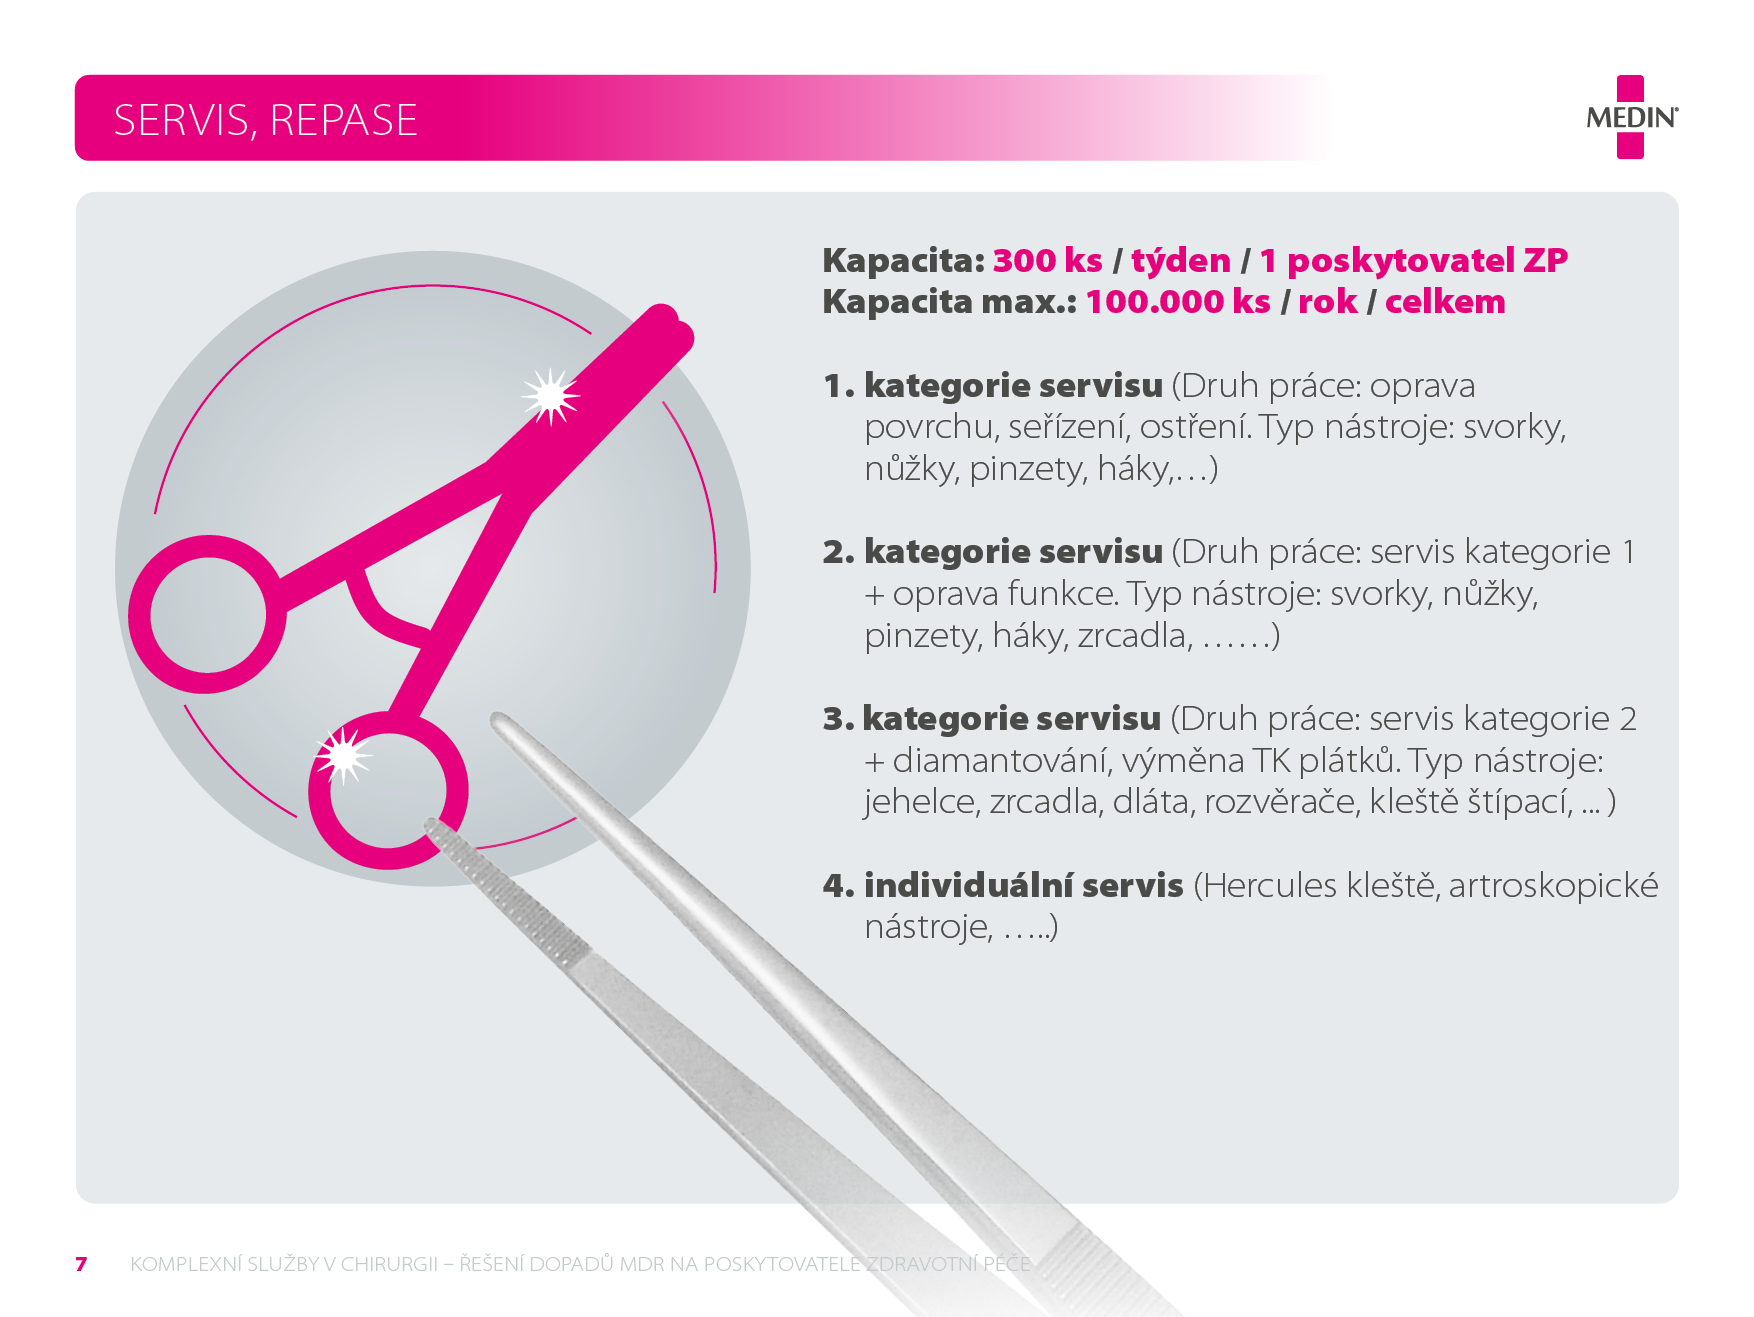 SERVIS, REPASE
MEDIN®
Kapacita: 300 ks / týden / 1 poskytovatel ZP
Kapacita max.: 100.000 ks / rok / celkem
1. kategorie servisu (Druh práce: oprava
povrchu, seřízení, ostření. Typ nástroje: svorky,
nůžky, pinzety, háky,…)
2. kategorie servisu (Druh práce: servis kategorie 1
+ oprava funkce. Typ nástroje: svorky, nůžky,
pinzety, háky, zrcadla, ……)
3. kategorie servisu (Druh práce: servis kategorie 2
+ diamantování, výměna TK plátků. Typ nástroje:
jehelce, zrcadla, dláta, rozvěrače, kleště štípací, ... )
4. individuální servis (Hercules kleště, artroskopické
nástroje, …..)
7 KOMPLEXNÍ SLUŽBY V CHIRURGII – ŘEŠENÍ DOPADŮ MDR NA POSKYTOVATELE ZDRAVOTNÍ PÉČE